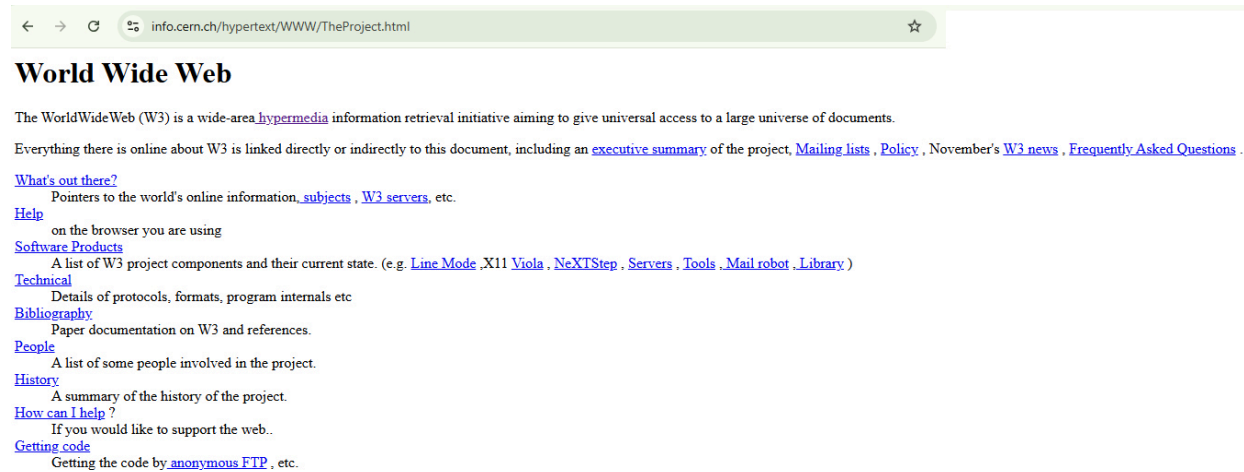 info.cern.ch/hypertext/WWW/TheProject.html
World Wide Web
The WorldWideWeb (W3) is a wide-area hypermedia information retrieval initiative aiming to give universal access to a large universe of documents.
Everything there is online about W3 is linked directly or indirectly to this document, including an executive summary of the project, Mailing lists , Policy , November's W3 news , Frequently Asked Questions .
What's out there?
Pointers to the world's online information, subjects , W3 servers, etc.
Help
on the browser you are using
Software Products
A list of W3 project components and their current state. (e.g. Line Mode ,X11 Viola , NeXTStep , Servers , Tools , Mail robot , Library )
Technical
Details of protocols, formats, program internals etc
Bibliography
Paper documentation on W3 and references.
People
A list of some people involved in the project.
History
A summary of the history of the project.
How can I help ?
If you would like to support the web..
Getting code
Getting the code by anonymous FTP , etc.